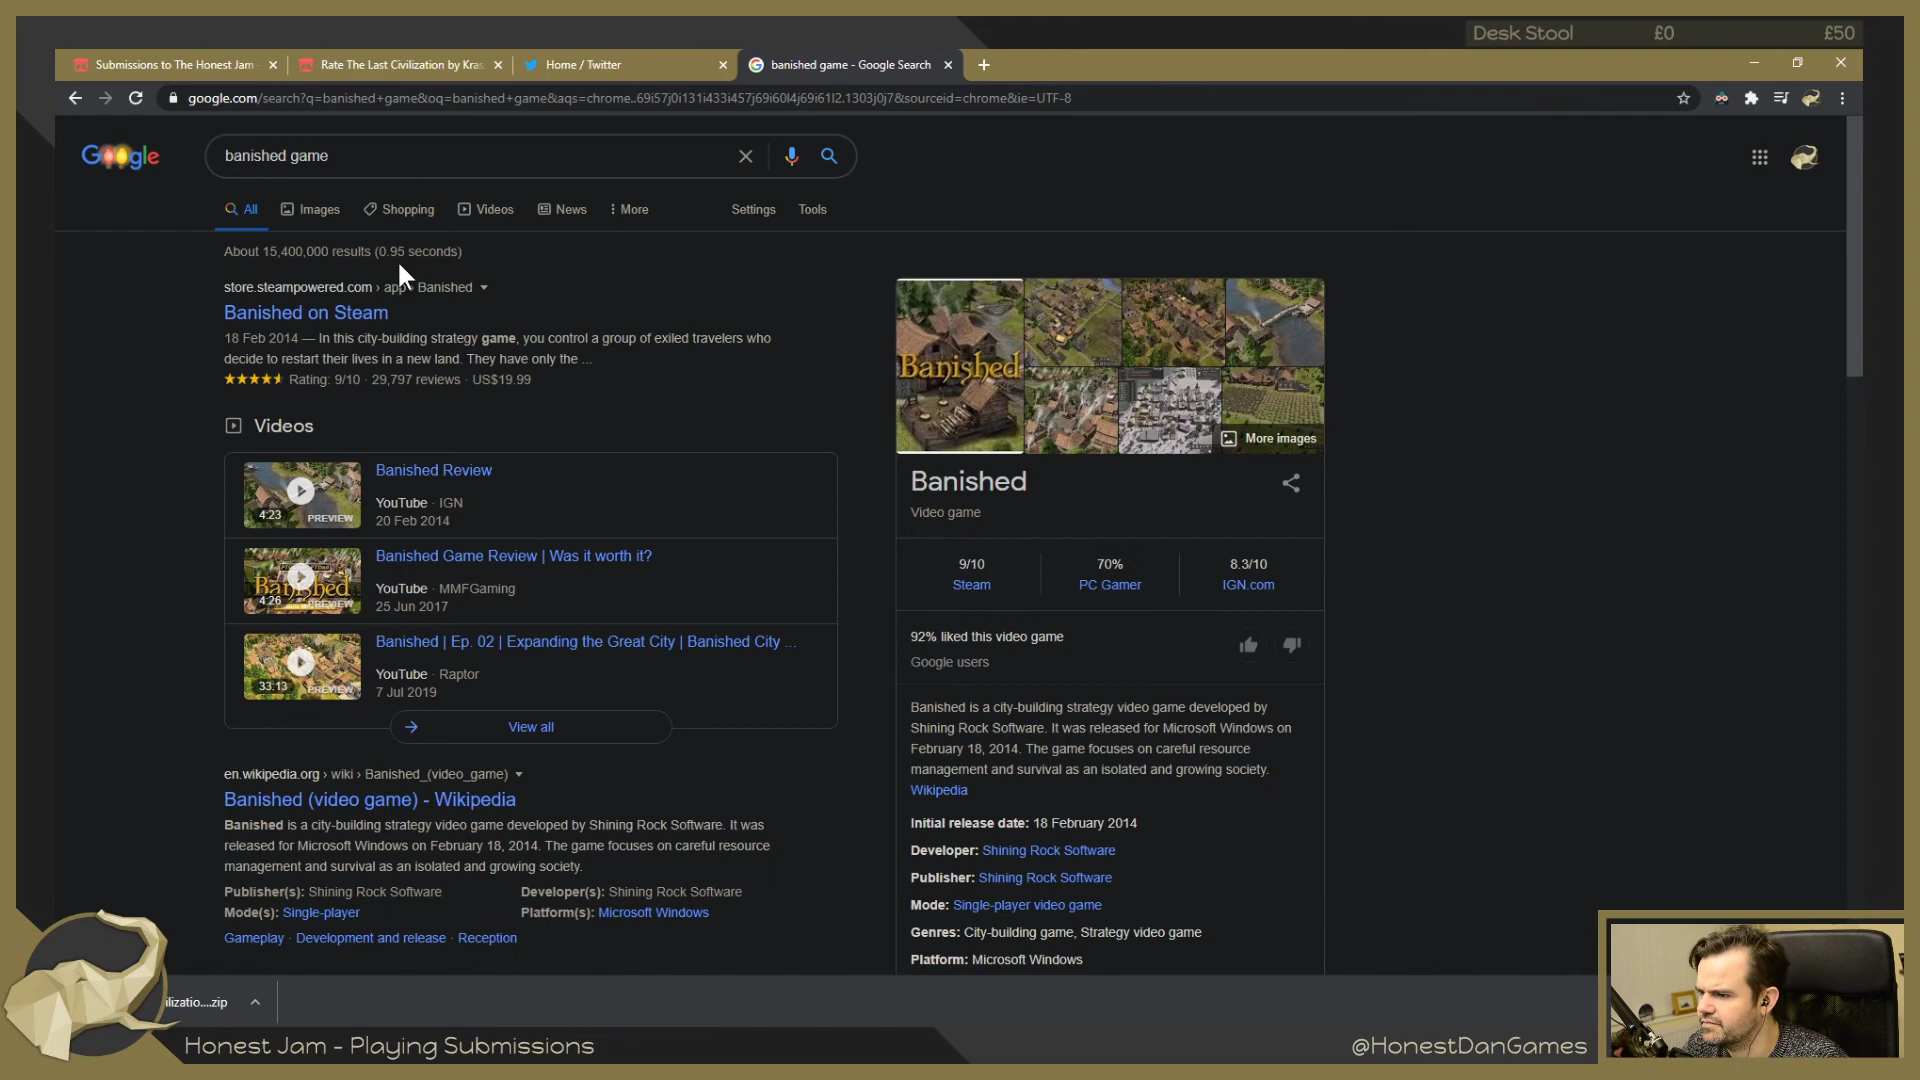 Desk Stool £0 £50
Submissions to The Honest Jam
Rate The Last Civilization by Kras
Home / Twitter
banished game - Google Search
google.com/search?q=banished+game&oq=banished+game&aqs=chrome..69i57j0i131i433i457j69i60l4j69i61l2.1303j0j7&sourceid=chrome&ie=UTF-8
Google
banished game
All Images Shopping Videos News More Settings Tools
About 15,400,000 results (0.95 seconds)
store.steampowered.com › app › Banished
Banished on Steam
18 Feb 2014 — In this city-building strategy game, you control a group of exiled travelers who
decide to restart their lives in a new land. They have only the ...
Rating: 9/10 · 29,797 reviews · US$19.99
Videos
4:23 PREVIEW
Banished Review
YouTube · IGN
20 Feb 2014
Banished
4:26 PREVIEW
Banished Game Review | Was it worth it?
YouTube · MMFGaming
25 Jun 2017
33:13 PREVIEW
Banished | Ep. 02 | Expanding the Great City | Banished City ...
YouTube · Raptor
7 Jul 2019
View all
en.wikipedia.org › wiki › Banished_(video_game)
Banished (video game) - Wikipedia
Banished is a city-building strategy video game developed by Shining Rock Software. It was
released for Microsoft Windows on February 18, 2014. The game focuses on careful resource
management and survival as an isolated and growing society.
Publisher(s): Shining Rock Software Developer(s): Shining Rock Software
Mode(s): Single-player Platform(s): Microsoft Windows
Gameplay · Development and release · Reception
Banished
More images
Banished
Video game
9/10 70% 8.3/10
Steam PC Gamer IGN.com
92% liked this video game
Google users
Banished is a city-building strategy video game developed by
Shining Rock Software. It was released for Microsoft Windows on
February 18, 2014. The game focuses on careful resource
management and survival as an isolated and growing society.
Wikipedia
Initial release date: 18 February 2014
Developer: Shining Rock Software
Publisher: Shining Rock Software
Mode: Single-player video game
Genres: City-building game, Strategy video game
Platform: Microsoft Windows
ilizatio....zip
Honest Jam - Playing Submissions
@HonestDanGames